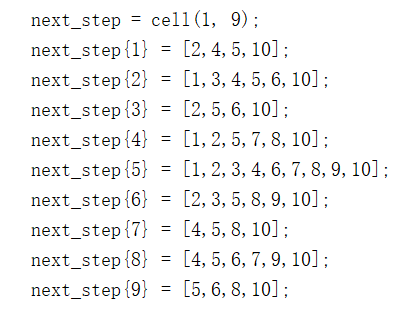 next_step = cell(1, 9);
next_step{1} = [2,4,5,10];
next_step{2} = [1,3,4,5,6,10];
next_step{3} = [2,5,6,10];
next_step{4} = [1,2,5,7,8,10];
next_step{5} = [1,2,3,4,6,7,8,9,10];
next_step{6} = [2,3,5,8,9,10];
next_step{7} = [4,5,8,10];
next_step{8} = [4,5,6,7,9,10];
next_step{9} = [5,6,8,10];